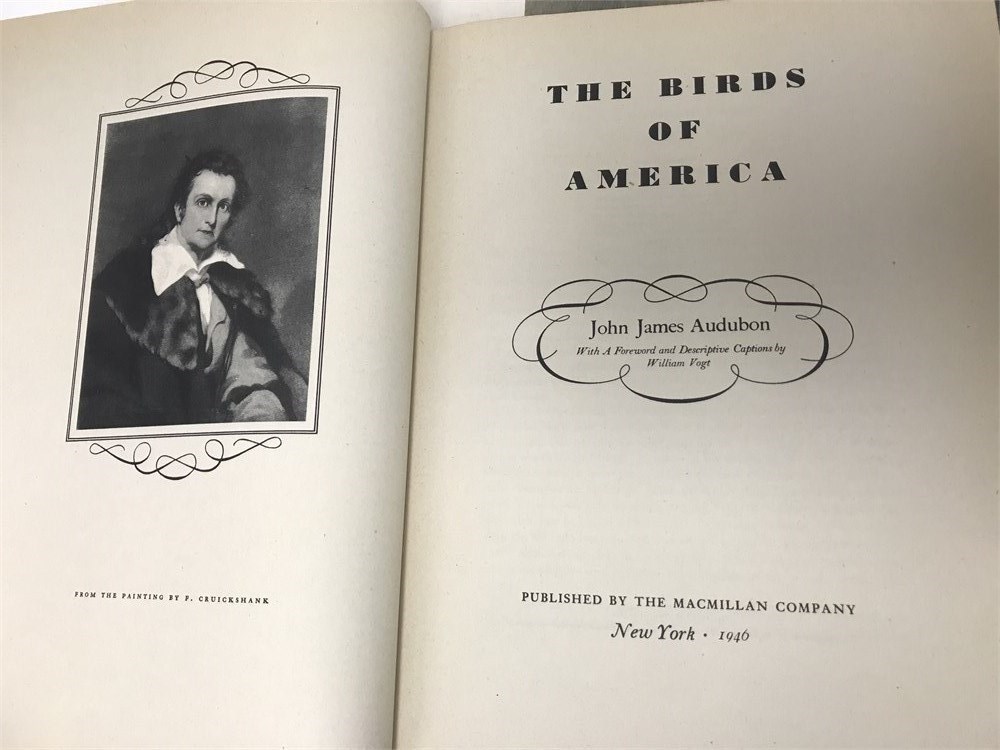 FROM THE PAINTING BY F. CRUICKSHANK
THE BIRDS
OF
AMERICA
John James Audubon
With A Foreword and Descriptive Captions by
William Vogt
PUBLISHED BY THE MACMILLAN COMPANY
New York · 1946